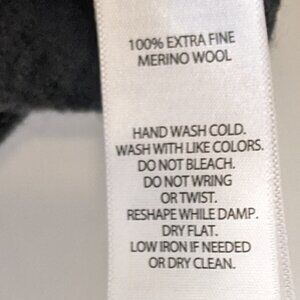 100% EXTRA FINE
MERINO WOOL
HAND WASH COLD.
WASH WITH LIKE COLORS.
DO NOT BLEACH.
DO NOT WRING
OR TWIST.
RESHAPE WHILE DAMP.
DRY FLAT.
LOW IRON IF NEEDED
OR DRY CLEAN.